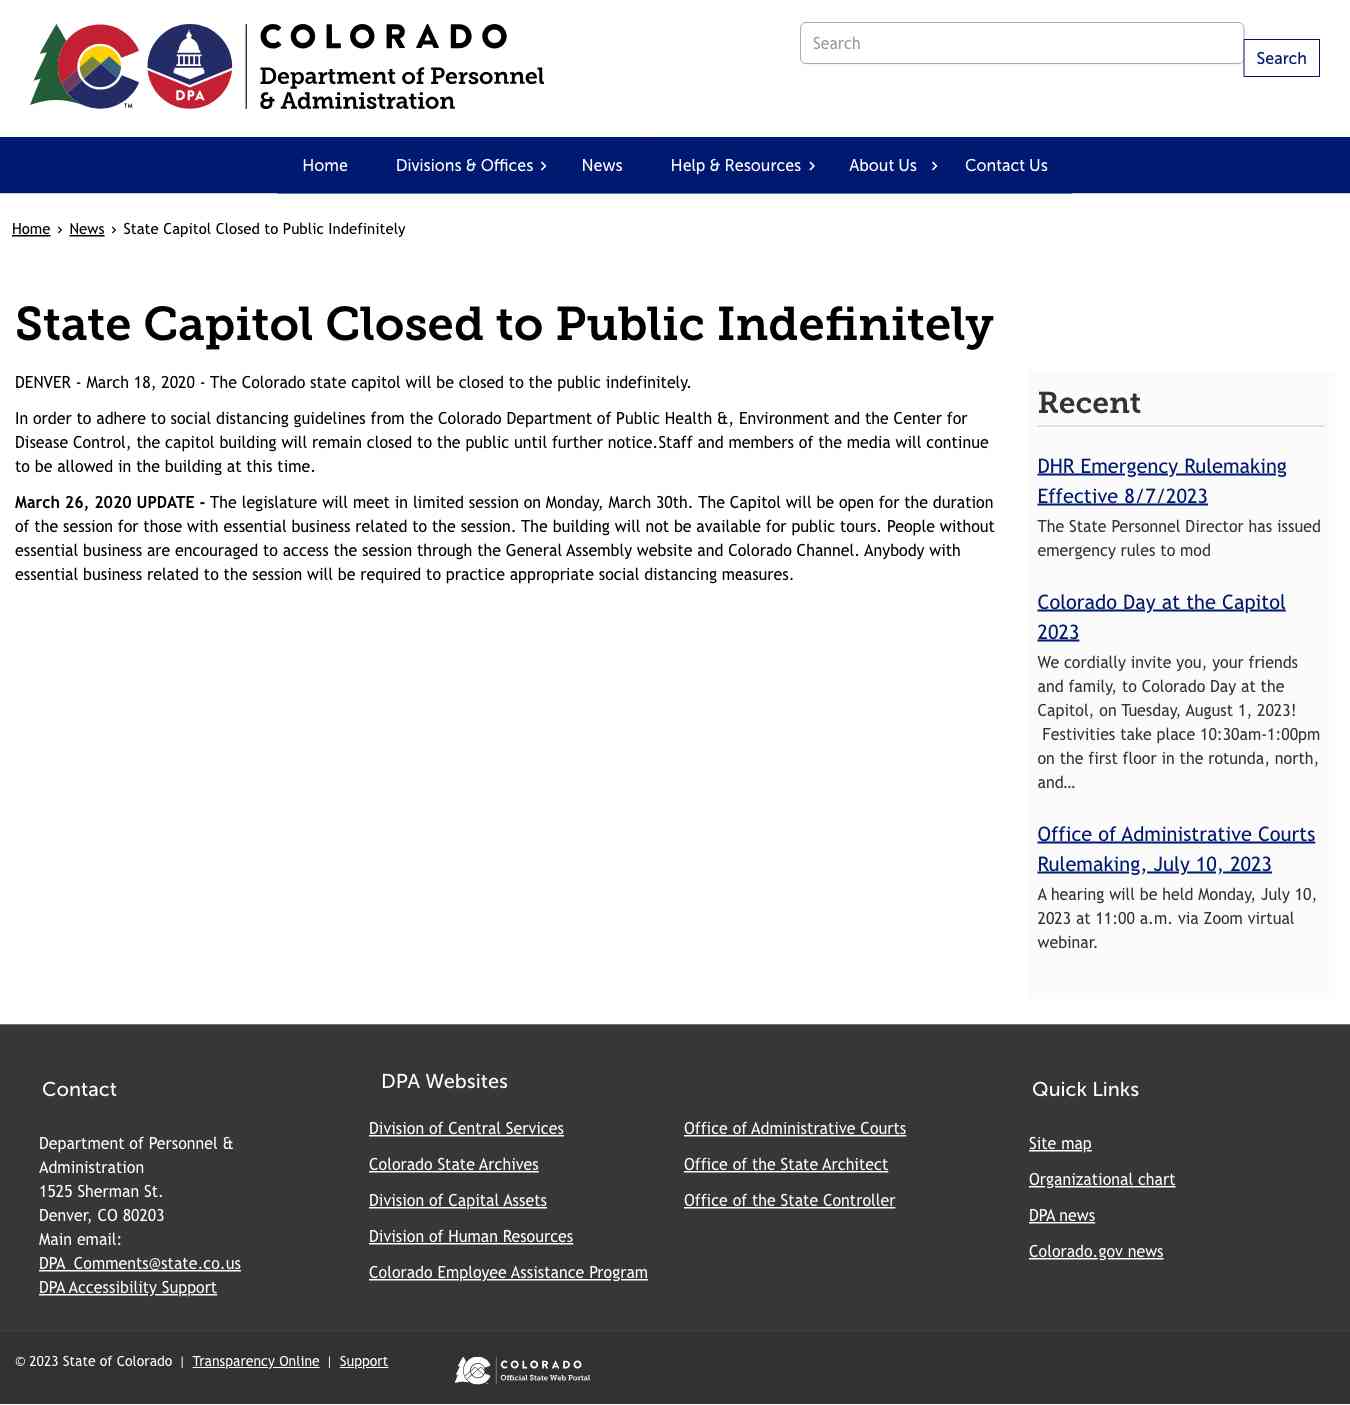 COLORADO
Department of Personnel
& Administration
DPA
TM
Search
Search
Home
Divisions & Offices
News
Help & Resources
About Us
Contact Us
Home › News › State Capitol Closed to Public Indefinitely
State Capitol Closed to Public Indefinitely
DENVER - March 18, 2020 - The Colorado state capitol will be closed to the public indefinitely.
In order to adhere to social distancing guidelines from the Colorado Department of Public Health &, Environment and the Center for
Disease Control, the capitol building will remain closed to the public until further notice.Staff and members of the media will continue
to be allowed in the building at this time.
March 26, 2020 UPDATE - The legislature will meet in limited session on Monday, March 30th. The Capitol will be open for the duration
of the session for those with essential business related to the session. The building will not be available for public tours. People without
essential business are encouraged to access the session through the General Assembly website and Colorado Channel. Anybody with
essential business related to the session will be required to practice appropriate social distancing measures.
Recent
DHR Emergency Rulemaking
Effective 8/7/2023
The State Personnel Director has issued
emergency rules to mod
Colorado Day at the Capitol
2023
We cordially invite you, your friends
and family, to Colorado Day at the
Capitol, on Tuesday, August 1, 2023!
Festivities take place 10:30am-1:00pm
on the first floor in the rotunda, north,
and…
Office of Administrative Courts
Rulemaking, July 10, 2023
A hearing will be held Monday, July 10,
2023 at 11:00 a.m. via Zoom virtual
webinar.
Contact
Department of Personnel &
Administration
1525 Sherman St.
Denver, CO 80203
Main email:
DPA_Comments@state.co.us
DPA Accessibility Support
DPA Websites
Division of Central Services
Colorado State Archives
Division of Capital Assets
Division of Human Resources
Colorado Employee Assistance Program
Office of Administrative Courts
Office of the State Architect
Office of the State Controller
Quick Links
Site map
Organizational chart
DPA news
Colorado.gov news
© 2023 State of Colorado | Transparency Online | Support
COLORADO
Official State Web Portal